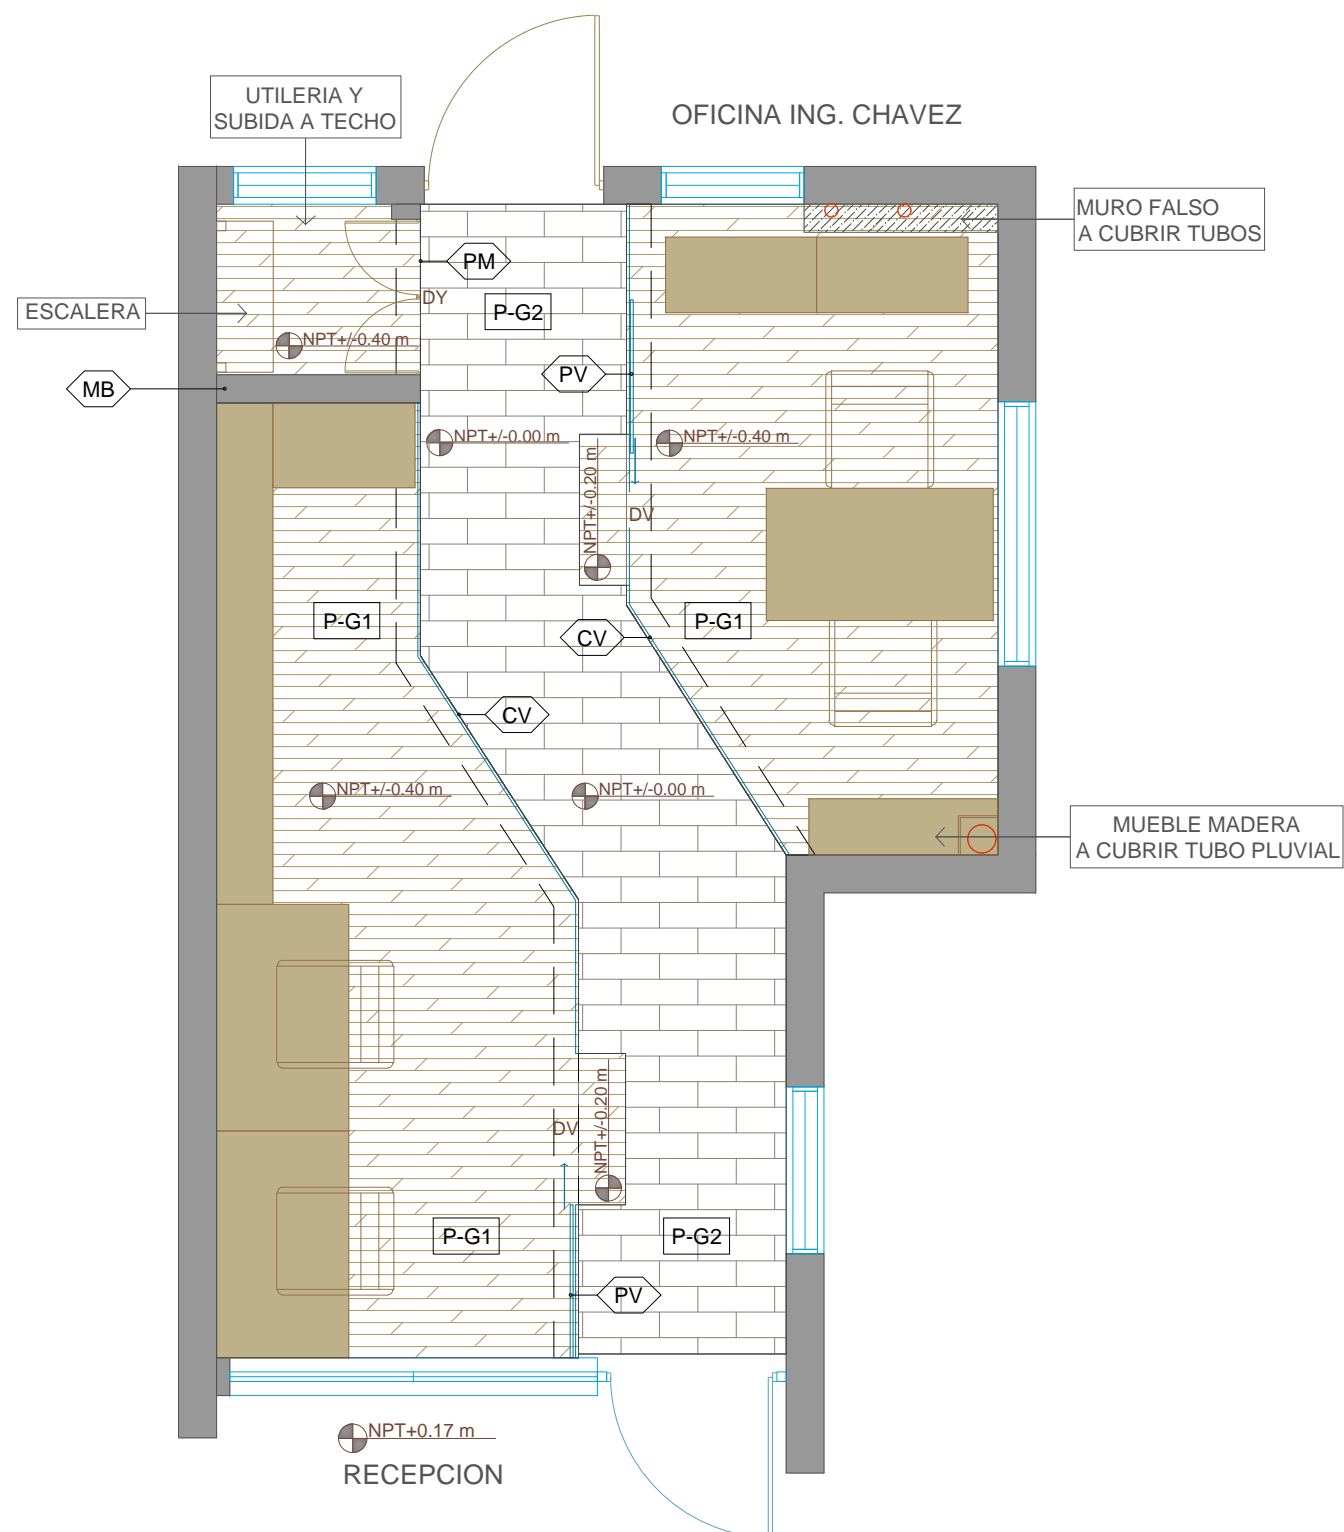 UTILERIA Y
SUBIDA A TECHO
OFICINA ING. CHAVEZ
MURO FALSO
A CUBRIR TUBOS
PM
DY
P-G2
ESCALERA
NPT+/-0.40 m
PV
MB
NPT+/-0.00 m
NPT+/-0.40 m
NPT+/-0.20 m
DV
P-G1
P-G1
CV
CV
NPT+/-0.40 m
NPT+/-0.00 m
MUEBLE MADERA
A CUBRIR TUBO PLUVIAL
NPT+/-0.20 m
DV
P-G1
P-G2
PV
NPT+0.17 m
RECEPCION